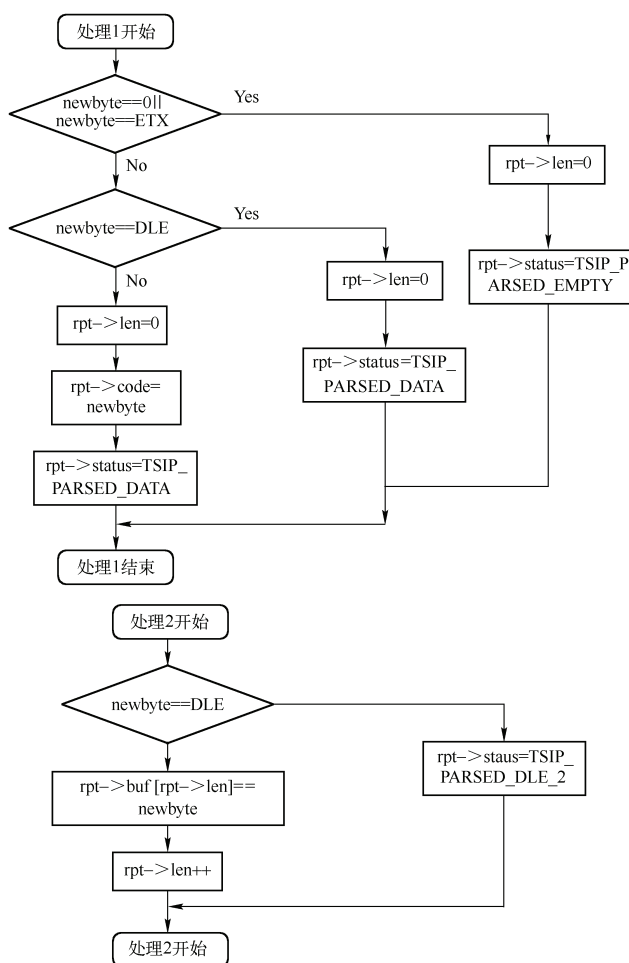 处理1开始
newbyte==0||
newbyte==ETX
Yes
No
rpt–>len=0
newbyte==DLE
Yes
No
rpt–>status=TSIP_P
ARSED_EMPTY
rpt–>len=0
rpt–>len=0
rpt–>status=TSIP_
PARSED_DATA
rpt–>code=
newbyte
rpt–>status=TSIP_
PARSED_DATA
处理1结束
处理2开始
newbyte==DLE
rpt–>staus=TSIP_
PARSED_DLE_2
rpt–>buf [rpt–>len]==
newbyte
rpt–>len++
处理2开始